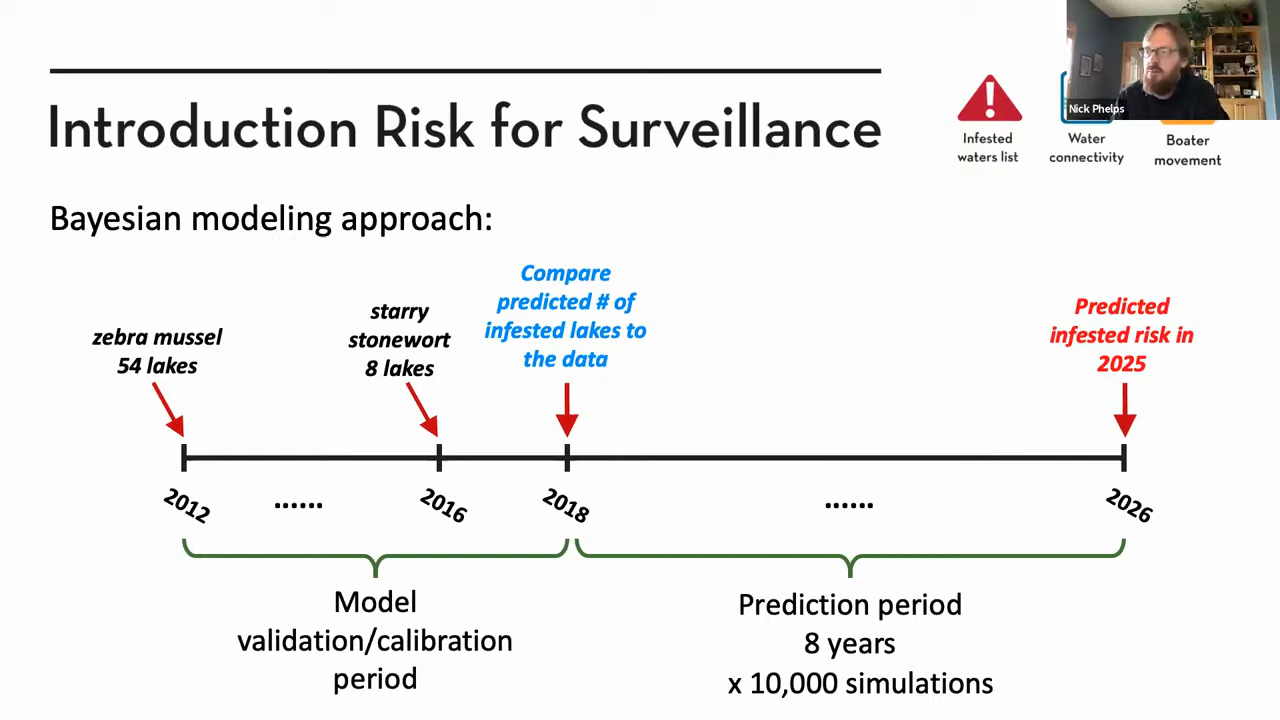 Nick Phelps
Introduction Risk for Surveillance
Infested
waters list
Water
connectivity
Boater
movement
Bayesian modeling approach:
zebra mussel
54 lakes
starry
stonewort
8 lakes
Compare
predicted # of
infested lakes to
the data
Predicted
infested risk in
2025
2012
......
2016
2018
......
2026
Model
validation/calibration
period
Prediction period
8 years
x 10,000 simulations